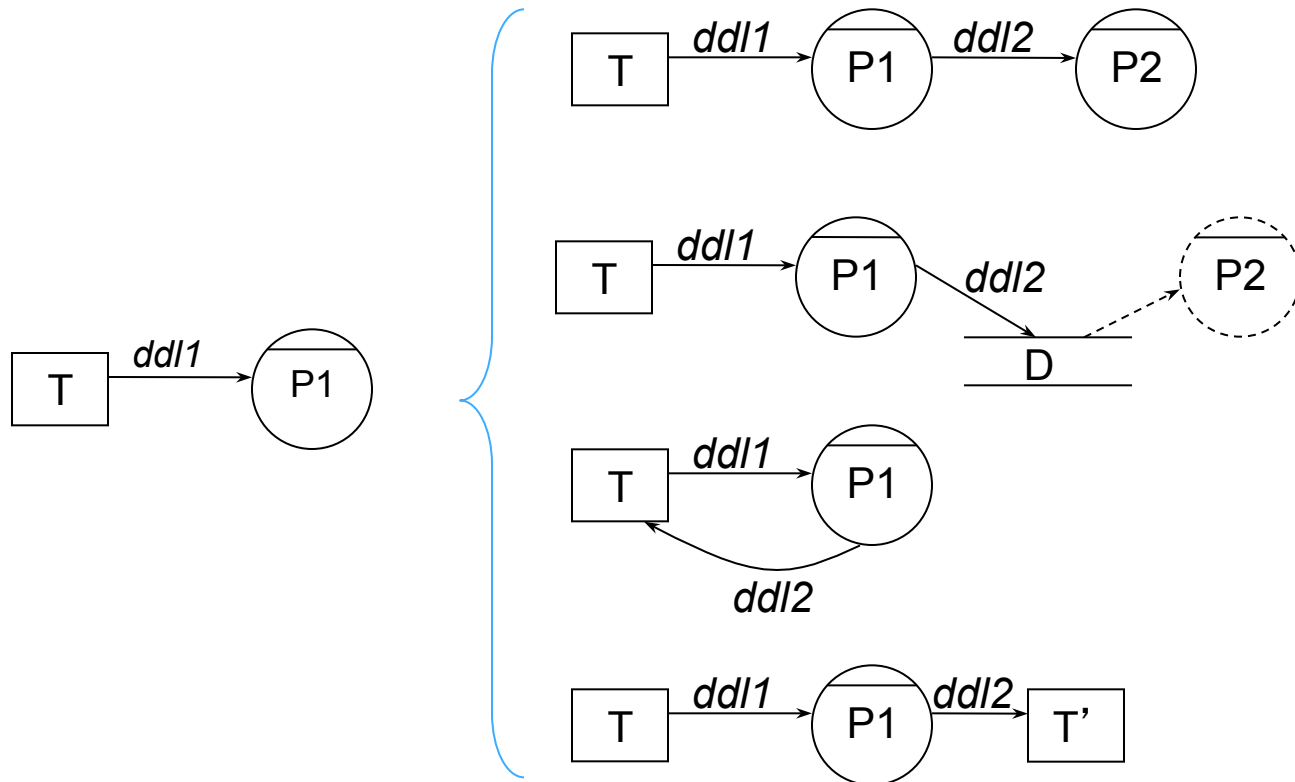 T ddl1 P1
T ddl1 P1 ddl2 P2
T ddl1 P1 ddl2 D P2
T ddl1 P1 ddl2
T ddl1 P1 ddl2 T’